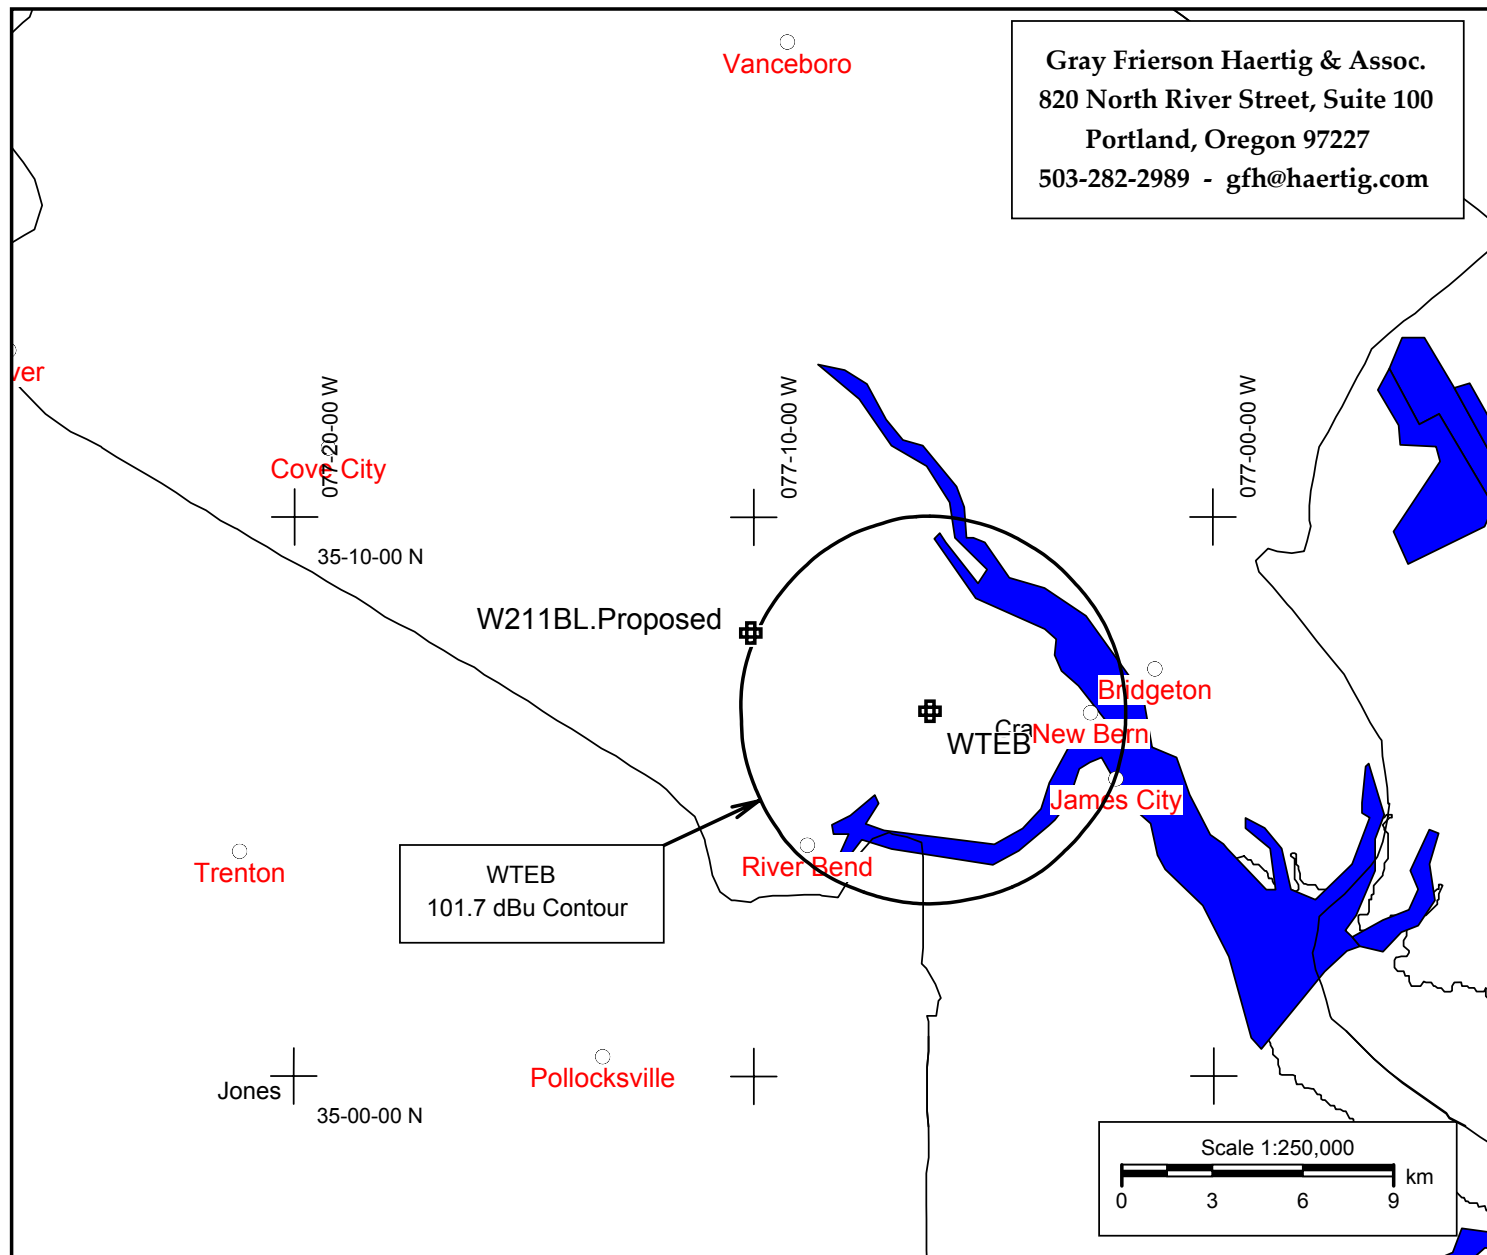 Vanceboro
Gray Frierson Haertig & Assoc.
820 North River Street, Suite 100
Portland, Oregon 97227
503-282-2989 - gfh@haertig.com
ver
077-20-00 W
077-10-00 W
077-00-00 W
Cove City
35-10-00 N
W211BL.Proposed
Bridgeton
Cra
New Bern
WTEB
James City
River Bend
Trenton
WTEB
101.7 dBu Contour
Pollocksville
Jones
35-00-00 N
Scale 1:250,000
km
0 3 6 9